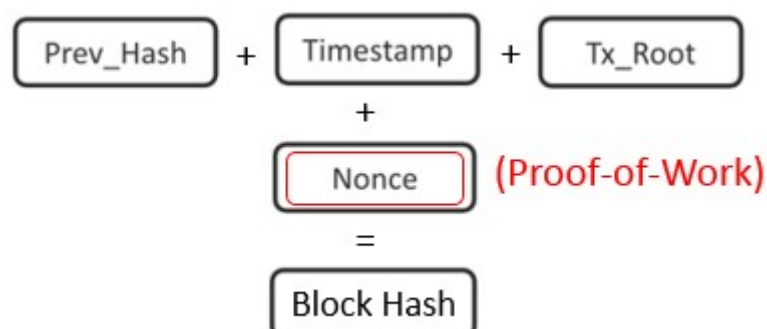 Prev_Hash + Timestamp + Tx_Root
+
Nonce (Proof-of-Work)
=
Block Hash